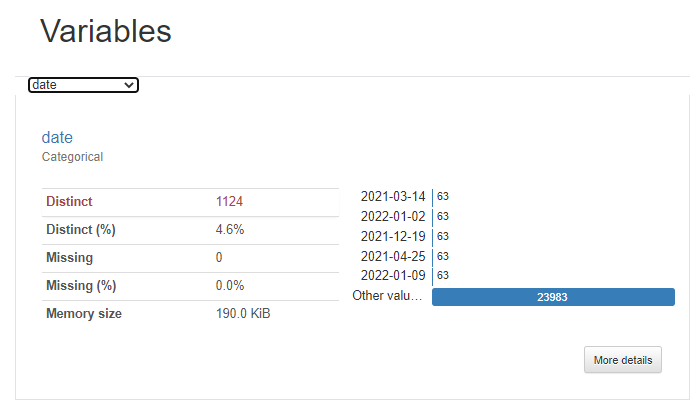 Variables
date
date
Categorical
Distinct 1124
Distinct (%) 4.6%
Missing 0
Missing (%) 0.0%
Memory size 190.0 KiB
2021-03-14 63
2022-01-02 63
2021-12-19 63
2021-04-25 63
2022-01-09 63
Other valu… 23983
More details